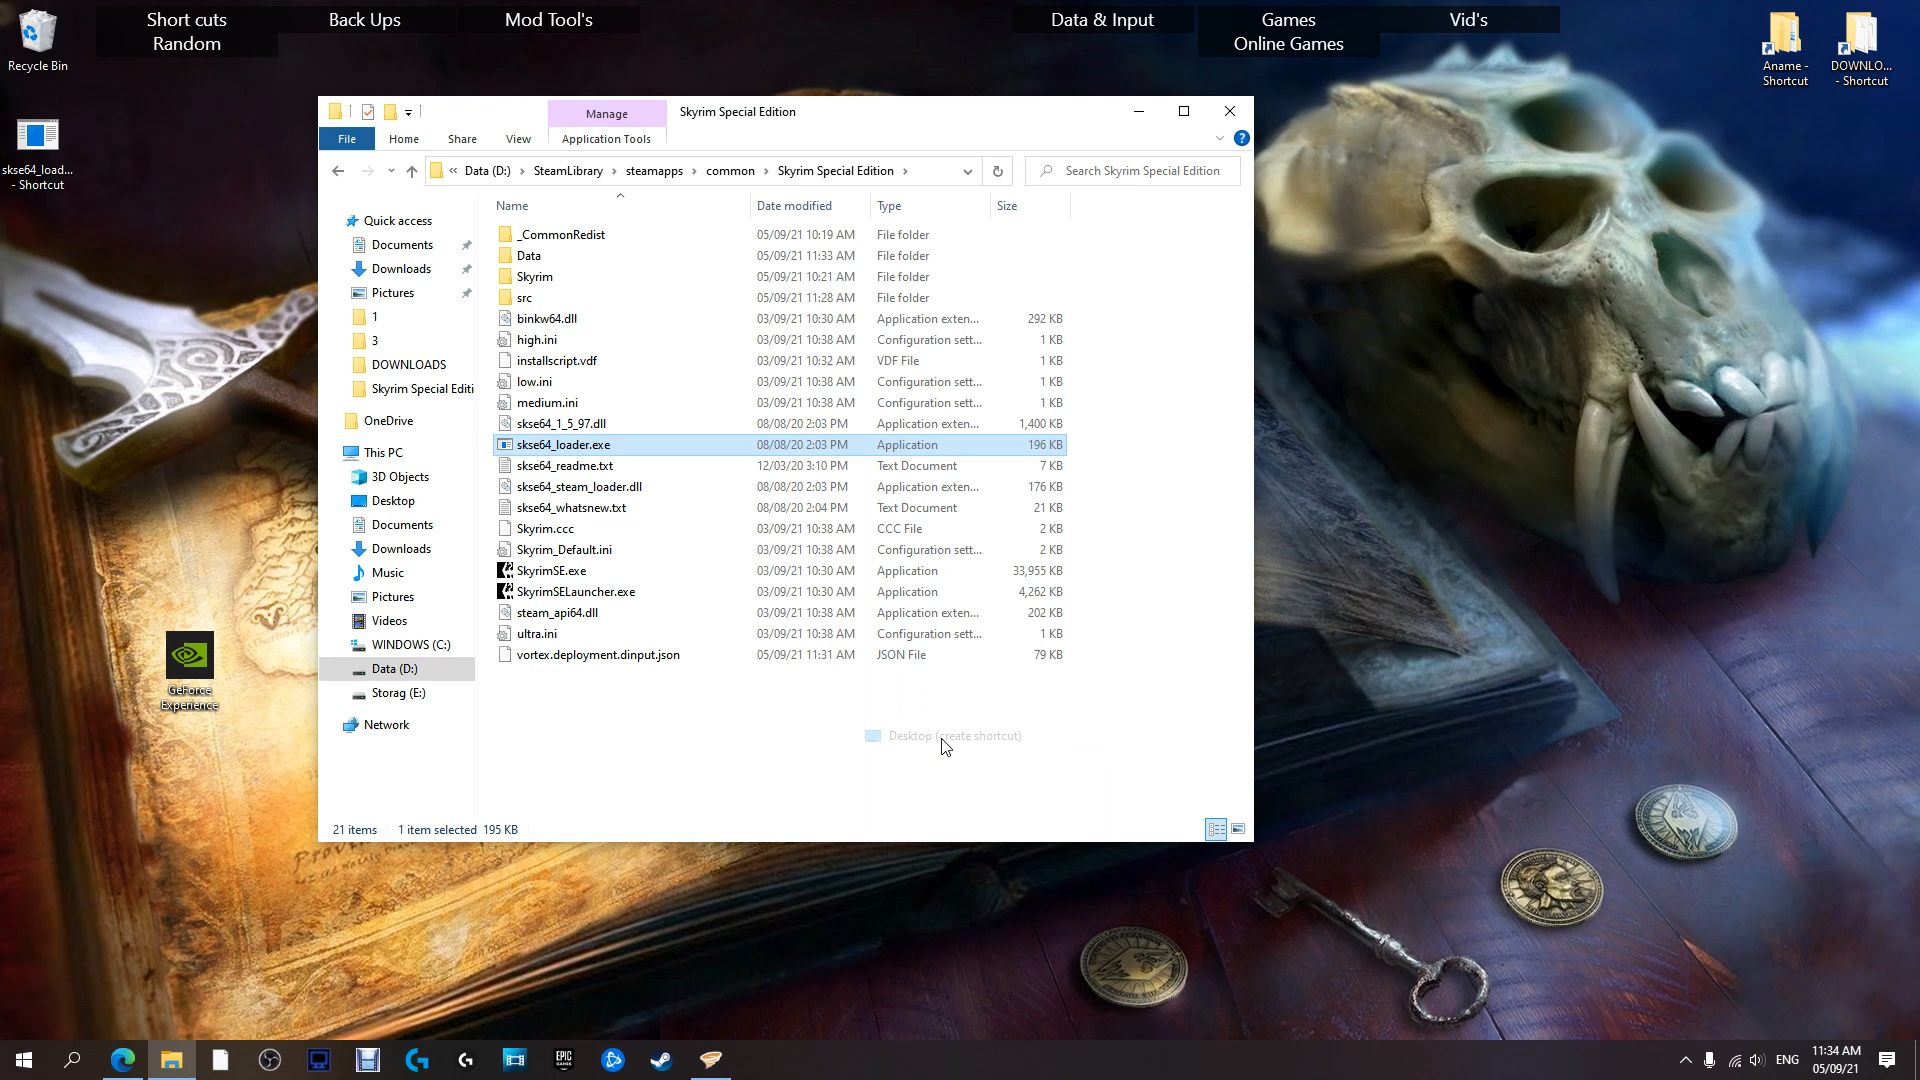 Short cuts
Random
Back Ups
Mod Tool's
Data & Input
Games
Online Games
Vid's
Recycle Bin
skse64_load...
- Shortcut
GeForce
Experience
Aname -
Shortcut
DOWNLO...
- Shortcut
Manage
Skyrim Special Edition
File
Home
Share
View
Application Tools
« Data (D:) › SteamLibrary › steamapps › common › Skyrim Special Edition ›
Search Skyrim Special Edition
Quick access
Documents
Downloads
Pictures
1
3
DOWNLOADS
Skyrim Special Editi
OneDrive
This PC
3D Objects
Desktop
Documents
Downloads
Music
Pictures
Videos
WINDOWS (C:)
Data (D:)
Storag (E:)
Network
Name Date modified Type Size
_CommonRedist 05/09/21 10:19 AM File folder
Data 05/09/21 11:33 AM File folder
Skyrim 05/09/21 10:21 AM File folder
src 05/09/21 11:28 AM File folder
binkw64.dll 03/09/21 10:30 AM Application exten... 292 KB
high.ini 03/09/21 10:38 AM Configuration sett... 1 KB
installscript.vdf 03/09/21 10:32 AM VDF File 1 KB
low.ini 03/09/21 10:38 AM Configuration sett... 1 KB
medium.ini 03/09/21 10:38 AM Configuration sett... 1 KB
skse64_1_5_97.dll 08/08/20 2:03 PM Application exten... 1,400 KB
skse64_loader.exe 08/08/20 2:03 PM Application 196 KB
skse64_readme.txt 12/03/20 3:10 PM Text Document 7 KB
skse64_steam_loader.dll 08/08/20 2:03 PM Application exten... 176 KB
skse64_whatsnew.txt 08/08/20 2:04 PM Text Document 21 KB
Skyrim.ccc 03/09/21 10:38 AM CCC File 2 KB
Skyrim_Default.ini 03/09/21 10:38 AM Configuration sett... 2 KB
SkyrimSE.exe 03/09/21 10:30 AM Application 33,955 KB
SkyrimSELauncher.exe 03/09/21 10:30 AM Application 4,262 KB
steam_api64.dll 03/09/21 10:38 AM Application exten... 202 KB
ultra.ini 03/09/21 10:38 AM Configuration sett... 1 KB
vortex.deployment.dinput.json 05/09/21 11:31 AM JSON File 79 KB
Desktop (create shortcut)
21 items 1 item selected 195 KB
EPIC
GAMES
ENG
11:34 AM
05/09/21